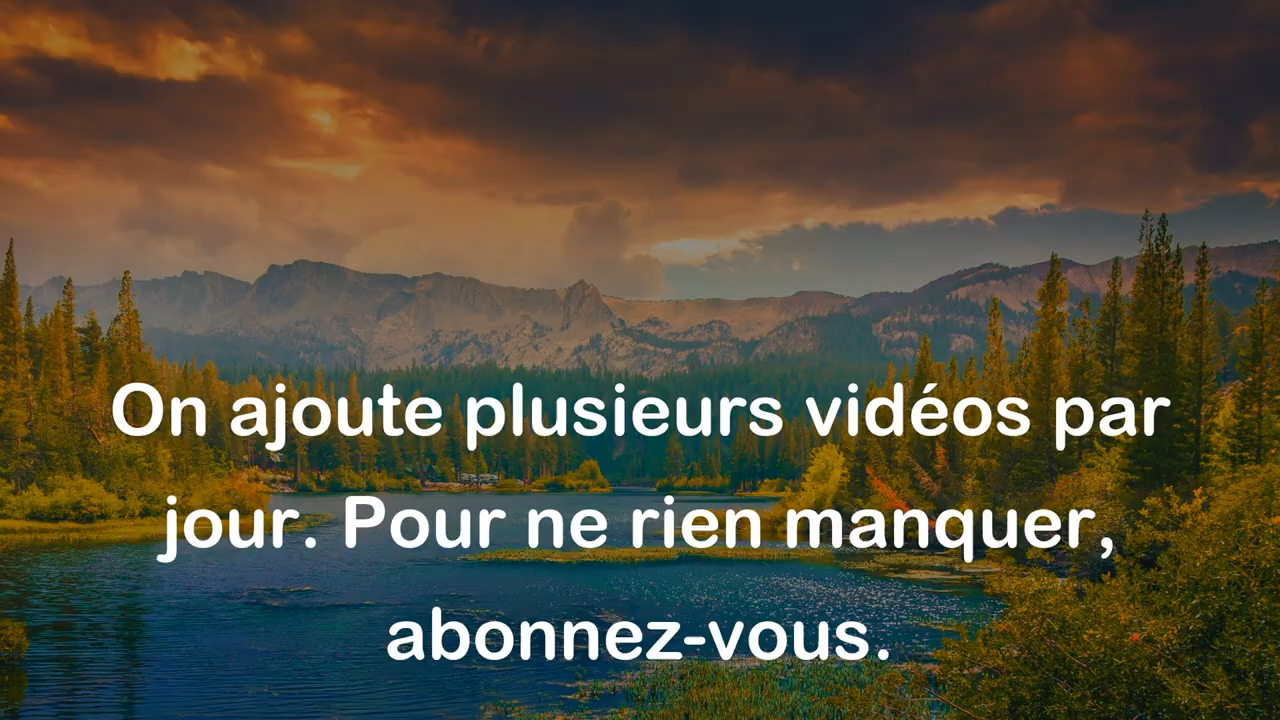 On ajoute plusieurs vidéos par
jour. Pour ne rien manquer,
abonnez-vous.